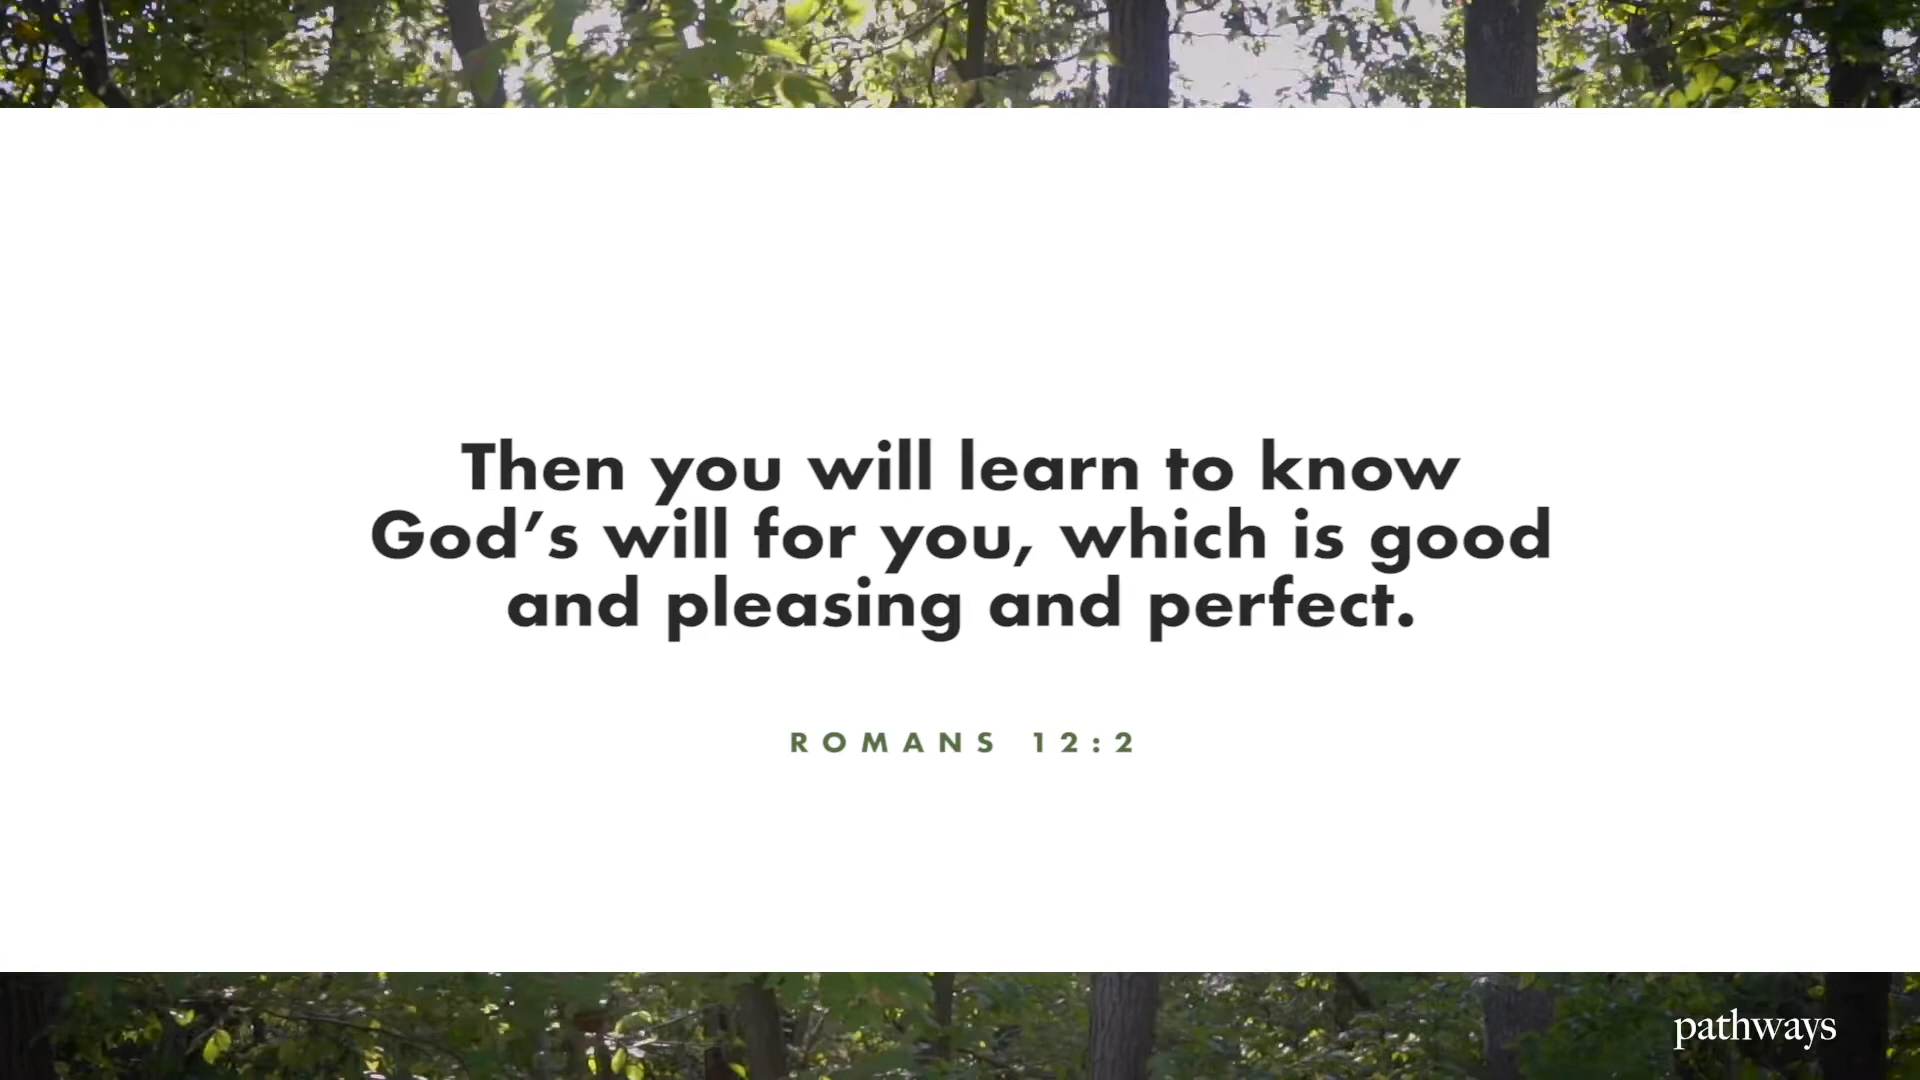 Then you will learn to know
God’s will for you, which is good
and pleasing and perfect.
ROMANS 12:2
pathways